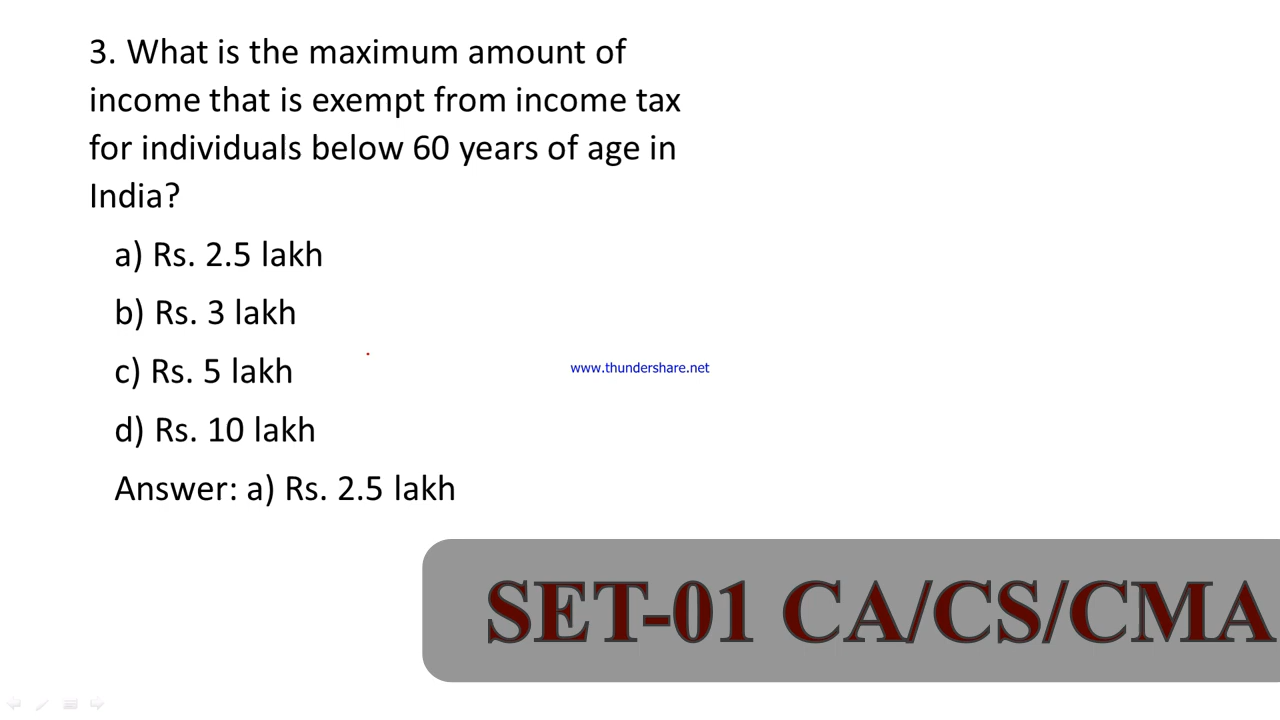 3. What is the maximum amount of
income that is exempt from income tax
for individuals below 60 years of age in
India?
a) Rs. 2.5 lakh
b) Rs. 3 lakh
c) Rs. 5 lakh
www.thundershare.net
d) Rs. 10 lakh
Answer: a) Rs. 2.5 lakh
SET-01 CA/CS/CMA